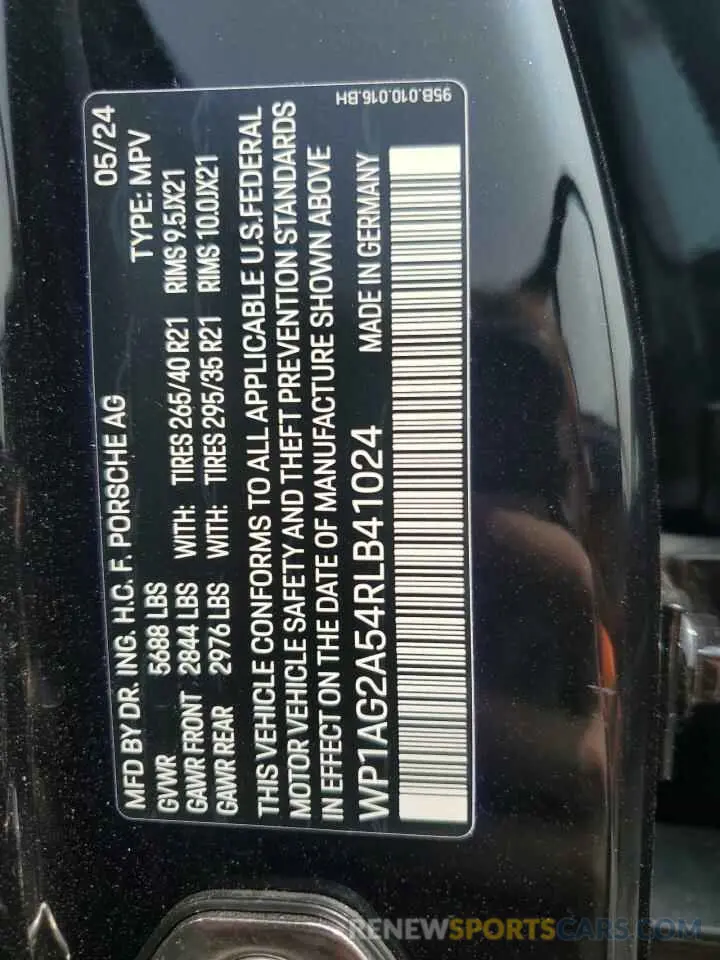 MFD BY DR. ING. H.C. F. PORSCHE AG 05/24
GVWR 5688 LBS TYPE: MPV
GAWR FRONT 2844 LBS WITH: TIRES 265/40 R21 RIMS 9.5JX21
GAWR REAR 2976 LBS WITH: TIRES 295/35 R21 RIMS 10.0JX21
THIS VEHICLE CONFORMS TO ALL APPLICABLE U.S.FEDERAL
MOTOR VEHICLE SAFETY AND THEFT PREVENTION STANDARDS
IN EFFECT ON THE DATE OF MANUFACTURE SHOWN ABOVE
WP1AG2A54RLB41024 MADE IN GERMANY
95B.010.016.BH
RENEWSPORTSCARS.COM